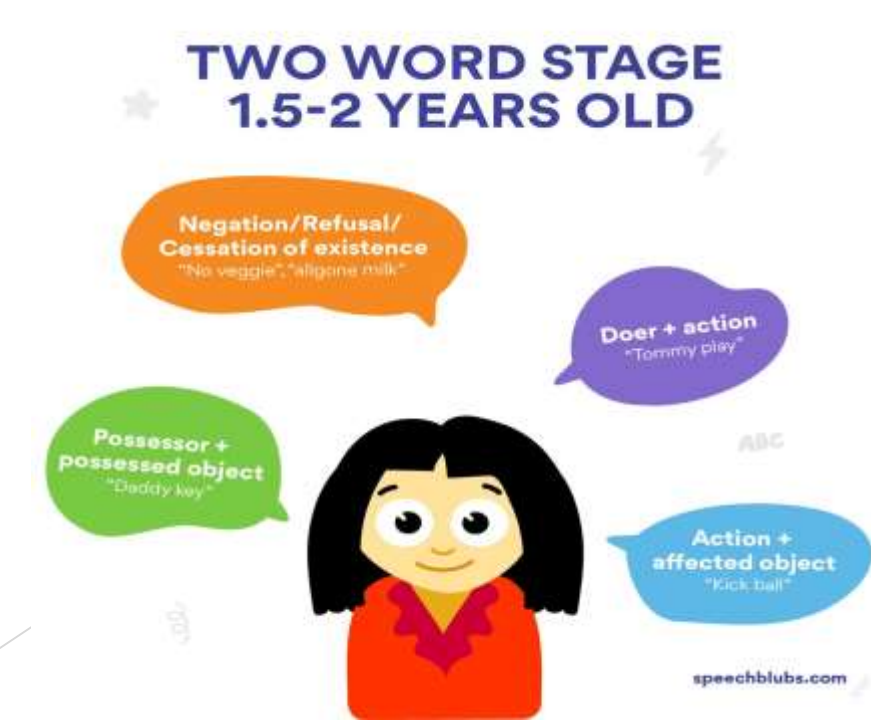 TWO WORD STAGE
1.5-2 YEARS OLD
Negation/Refusal/
Cessation of existence
"No veggie", "allgone milk"
Doer + action
"Tommy play"
Possessor +
possessed object
"Daddy key"
ABC
Action +
affected object
"Kick ball"
speechblubs.com